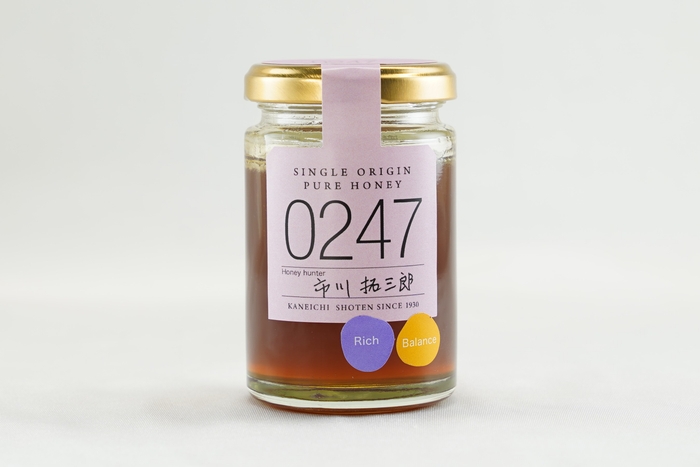 SINGLE ORIGIN
PURE HONEY
0247
Honey hunter
市川 拓三郎
KANEICHI SHOTEN SINCE 1930
Rich
Balance